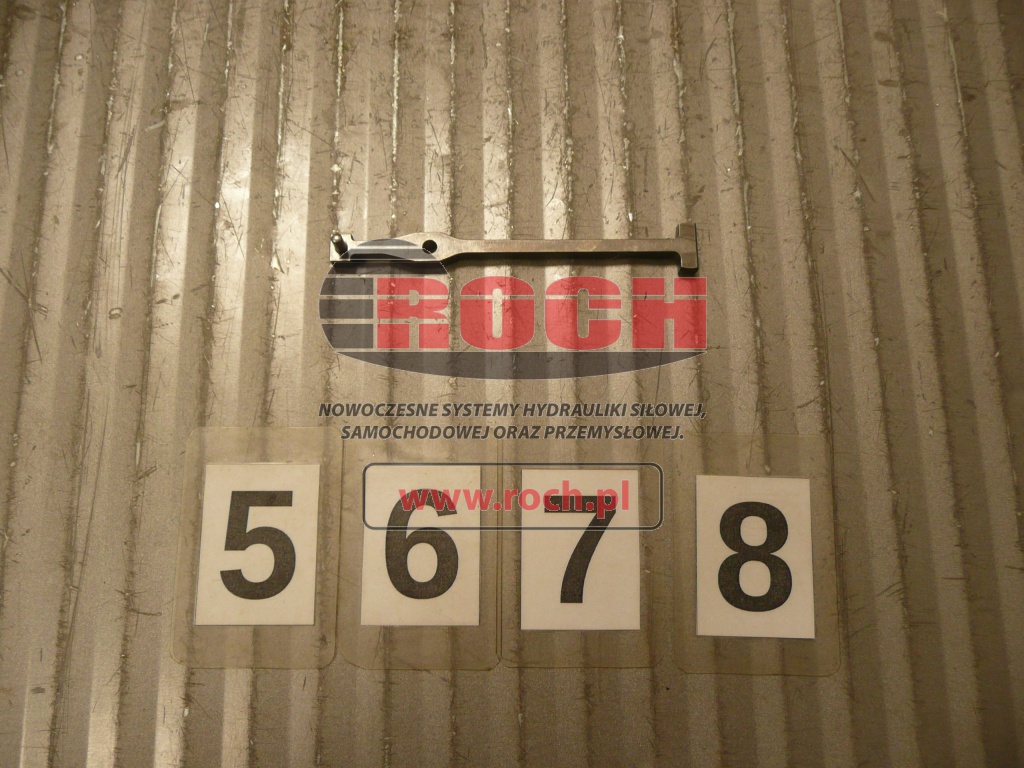 ROCH
NOWOCZESNE SYSTEMY HYDRAULIKI SIŁOWEJ,
SAMOCHODOWEJ ORAZ PRZEMYSŁOWEJ.
www.roch.pl
5 6 7 8